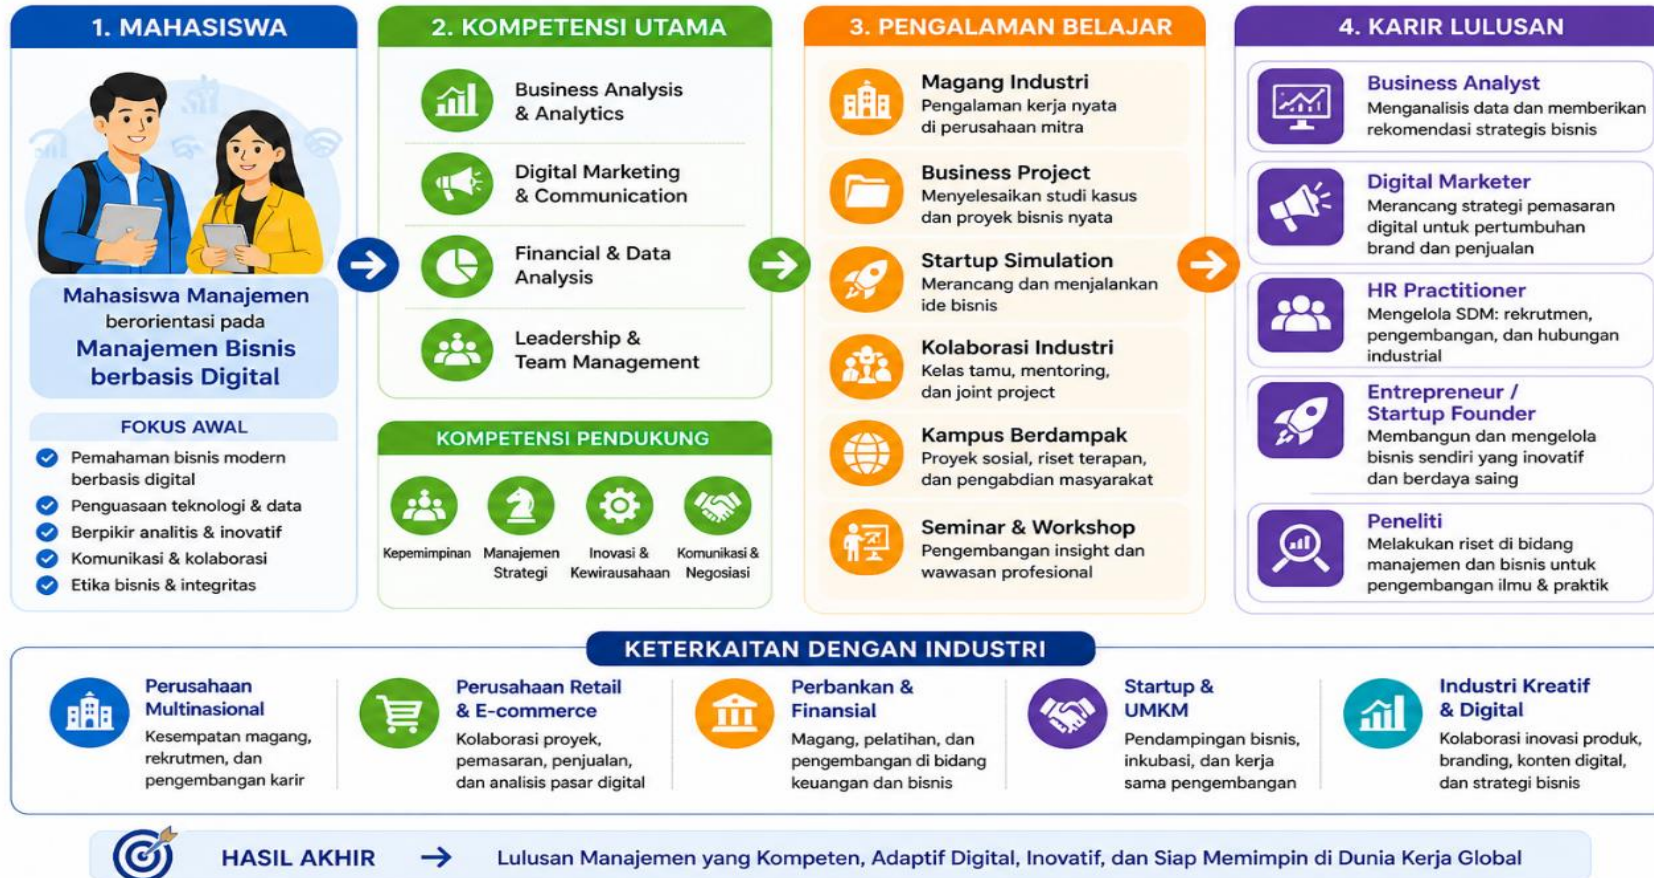 1. MAHASISWA
Mahasiswa Manajemen
berorientasi pada
Manajemen Bisnis
berbasis Digital
FOKUS AWAL
Pemahaman bisnis modern
berbasis digital
Penguasaan teknologi & data
Berpikir analitis & inovatif
Komunikasi & kolaborasi
Etika bisnis & integritas
2. KOMPETENSI UTAMA
Business Analysis
& Analytics
Digital Marketing
& Communication
Financial & Data
Analysis
Leadership &
Team Management
KOMPETENSI PENDUKUNG
Kepemimpinan
Manajemen
Strategi
Inovasi &
Kewirausahaan
Komunikasi &
Negosiasi
3. PENGALAMAN BELAJAR
Magang Industri
Pengalaman kerja nyata
di perusahaan mitra
Business Project
Menyelesaikan studi kasus
dan proyek bisnis nyata
Startup Simulation
Merancang dan menjalankan
ide bisnis
Kolaborasi Industri
Kelas tamu, mentoring,
dan joint project
Kampus Berdampak
Proyek sosial, riset terapan,
dan pengabdian masyarakat
Seminar & Workshop
Pengembangan insight dan
wawasan profesional
4. KARIR LULUSAN
Business Analyst
Menganalisis data dan memberikan
rekomendasi strategis bisnis
Digital Marketer
Merancang strategi pemasaran
digital untuk pertumbuhan
brand dan penjualan
HR Practitioner
Mengelola SDM: rekrutmen,
pengembangan, dan hubungan
industrial
Entrepreneur /
Startup Founder
Membangun dan mengelola
bisnis sendiri yang inovatif
dan berdaya saing
Peneliti
Melakukan riset di bidang
manajemen dan bisnis untuk
pengembangan ilmu & praktik
KETERKAITAN DENGAN INDUSTRI
Perusahaan
Multinasional
Kesempatan magang,
rekrutmen, dan
pengembangan karir
Perusahaan Retail
& E-commerce
Kolaborasi proyek,
pemasaran, penjualan,
dan analisis pasar digital
Perbankan &
Finansial
Magang, pelatihan, dan
pengembangan di bidang
keuangan dan bisnis
Startup &
UMKM
Pendampingan bisnis,
inkubasi, dan kerja
sama pengembangan
Industri Kreatif
& Digital
Kolaborasi inovasi produk,
branding, konten digital,
dan strategi bisnis
HASIL AKHIR → Lulusan Manajemen yang Kompeten, Adaptif Digital, Inovatif, dan Siap Memimpin di Dunia Kerja Global